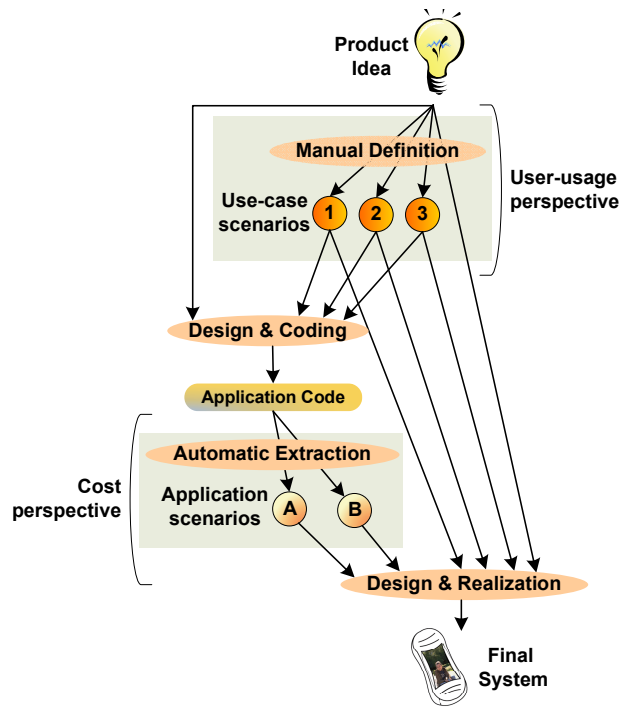 Product
Idea
Manual Definition
User-usage
perspective
Use-case
scenarios
1
2
3
Design & Coding
Application Code
Automatic Extraction
Cost
perspective
Application
scenarios
A
B
Design & Realization
Final
System